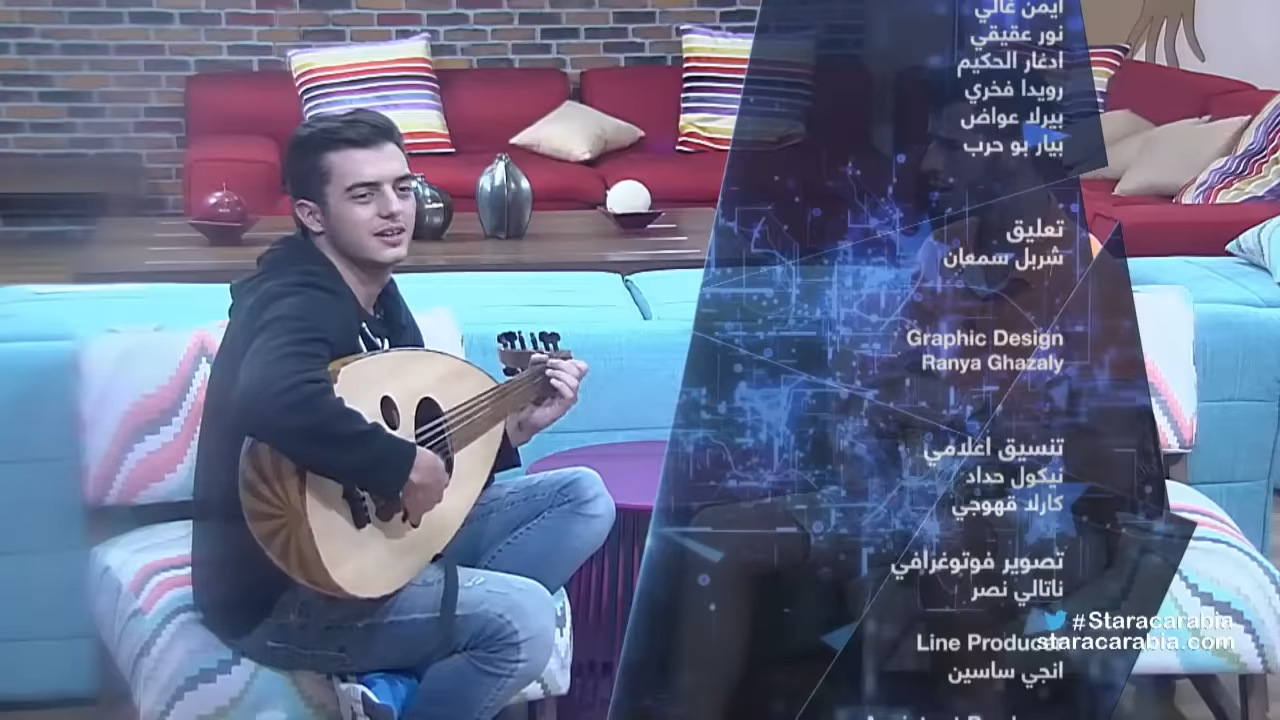 ايمن غالي
نور عقيقي
ادغار الحكيم
رويدا فخري
بيرلا عواض
بيار بو حرب
تعليق
شربل سمعان
Graphic Design
Ranya Ghazaly
تنسيق اعلامي
نيكول حداد
كارلا قهوجي
تصوير فوتوغرافي
ناتالي نصر
#Staracarabia
Line Producer
staracarabia.com
انجي ساسين